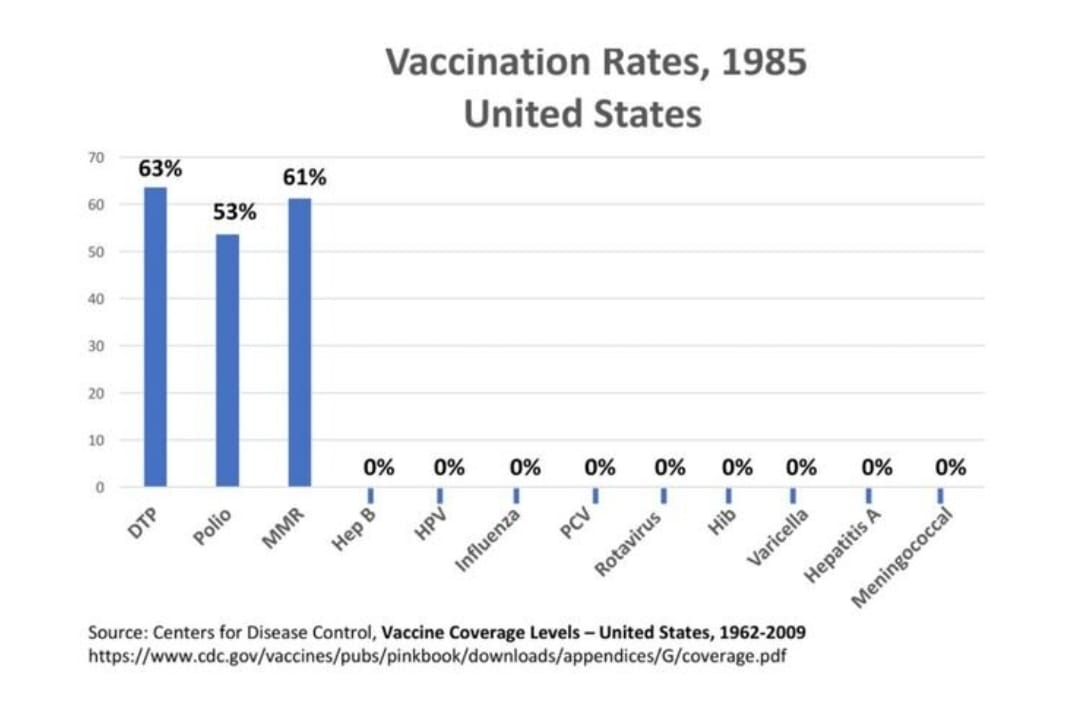 Vaccination Rates, 1985
United States
70
63%
61%
60
53%
50
40
30
20
10
0% 0% 0% 0% 0% 0% 0% 0% 0%
0
DTP
Polio
MMR
Hep B
HPV
Influenza
PCV
Rotavirus
Hib
Varicella
Hepatitis A
Meningococcal
Source: Centers for Disease Control, Vaccine Coverage Levels – United States, 1962-2009
https://www.cdc.gov/vaccines/pubs/pinkbook/downloads/appendices/G/coverage.pdf